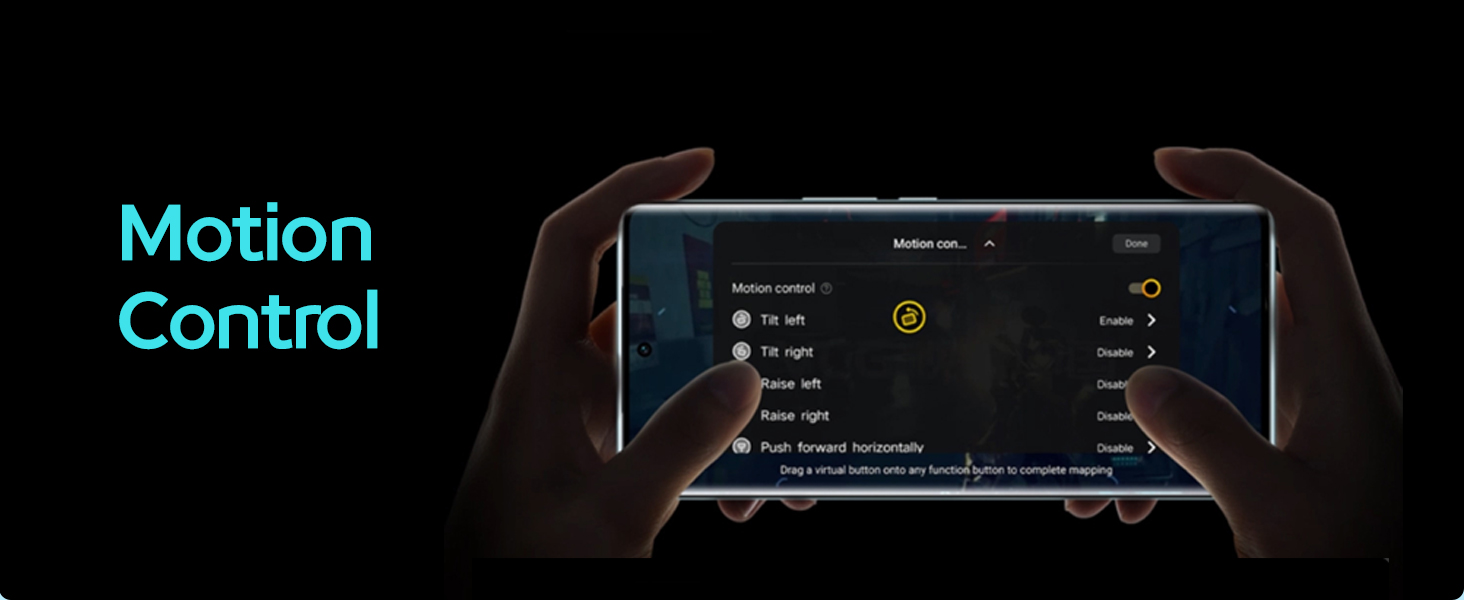 Motion
Control
Motion con...
Done
Motion control
Tilt left
Enable
Tilt right
Disable
Raise left
Raise right
Disable
Push forward horizontally
Disable
Drag a virtual button onto any function button to complete mapping